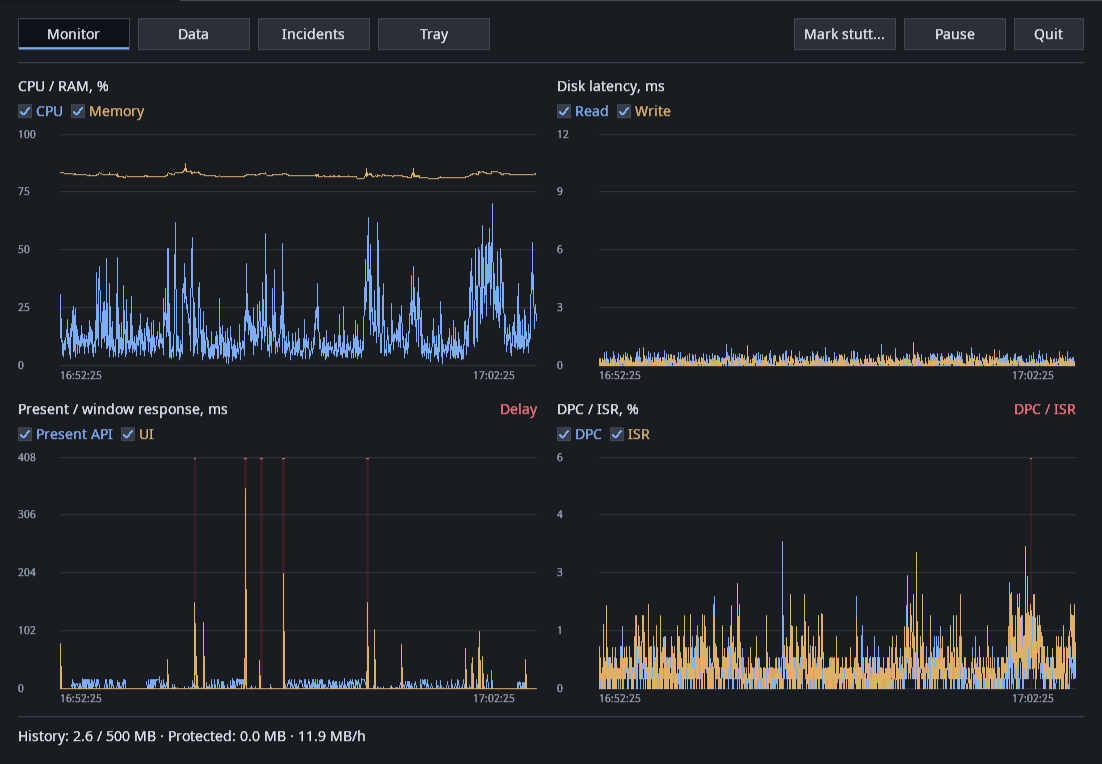 Monitor Data Incidents Tray Mark stutt... Pause Quit
CPU / RAM, %
CPU Memory
100
75
50
25
0
16:52:25 17:02:25
Disk latency, ms
Read Write
12
9
6
3
0
16:52:25 17:02:25
Present / window response, ms Delay
Present API UI
408
306
204
102
0
16:52:25 17:02:25
DPC / ISR, % DPC / ISR
DPC ISR
6
4
3
1
0
16:52:25 17:02:25
History: 2.6 / 500 MB · Protected: 0.0 MB · 11.9 MB/h